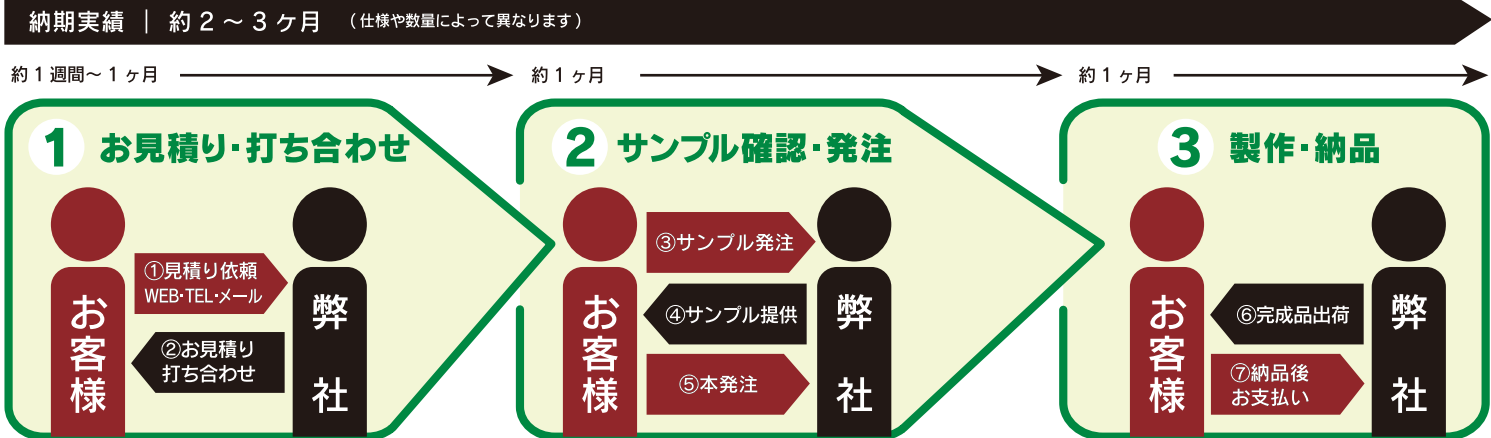 納期実績 | 約2～3ヶ月 (仕様や数量によって異なります)
約1週間～1ヶ月
約1ヶ月
約1ヶ月
1 お見積り・打ち合わせ
お客様
①見積り依頼
WEB・TEL・メール
②お見積り
打ち合わせ
弊社
2 サンプル確認・発注
お客様
③サンプル発注
④サンプル提供
⑤本発注
弊社
3 製作・納品
お客様
⑥完成品出荷
⑦納品後
お支払い
弊社